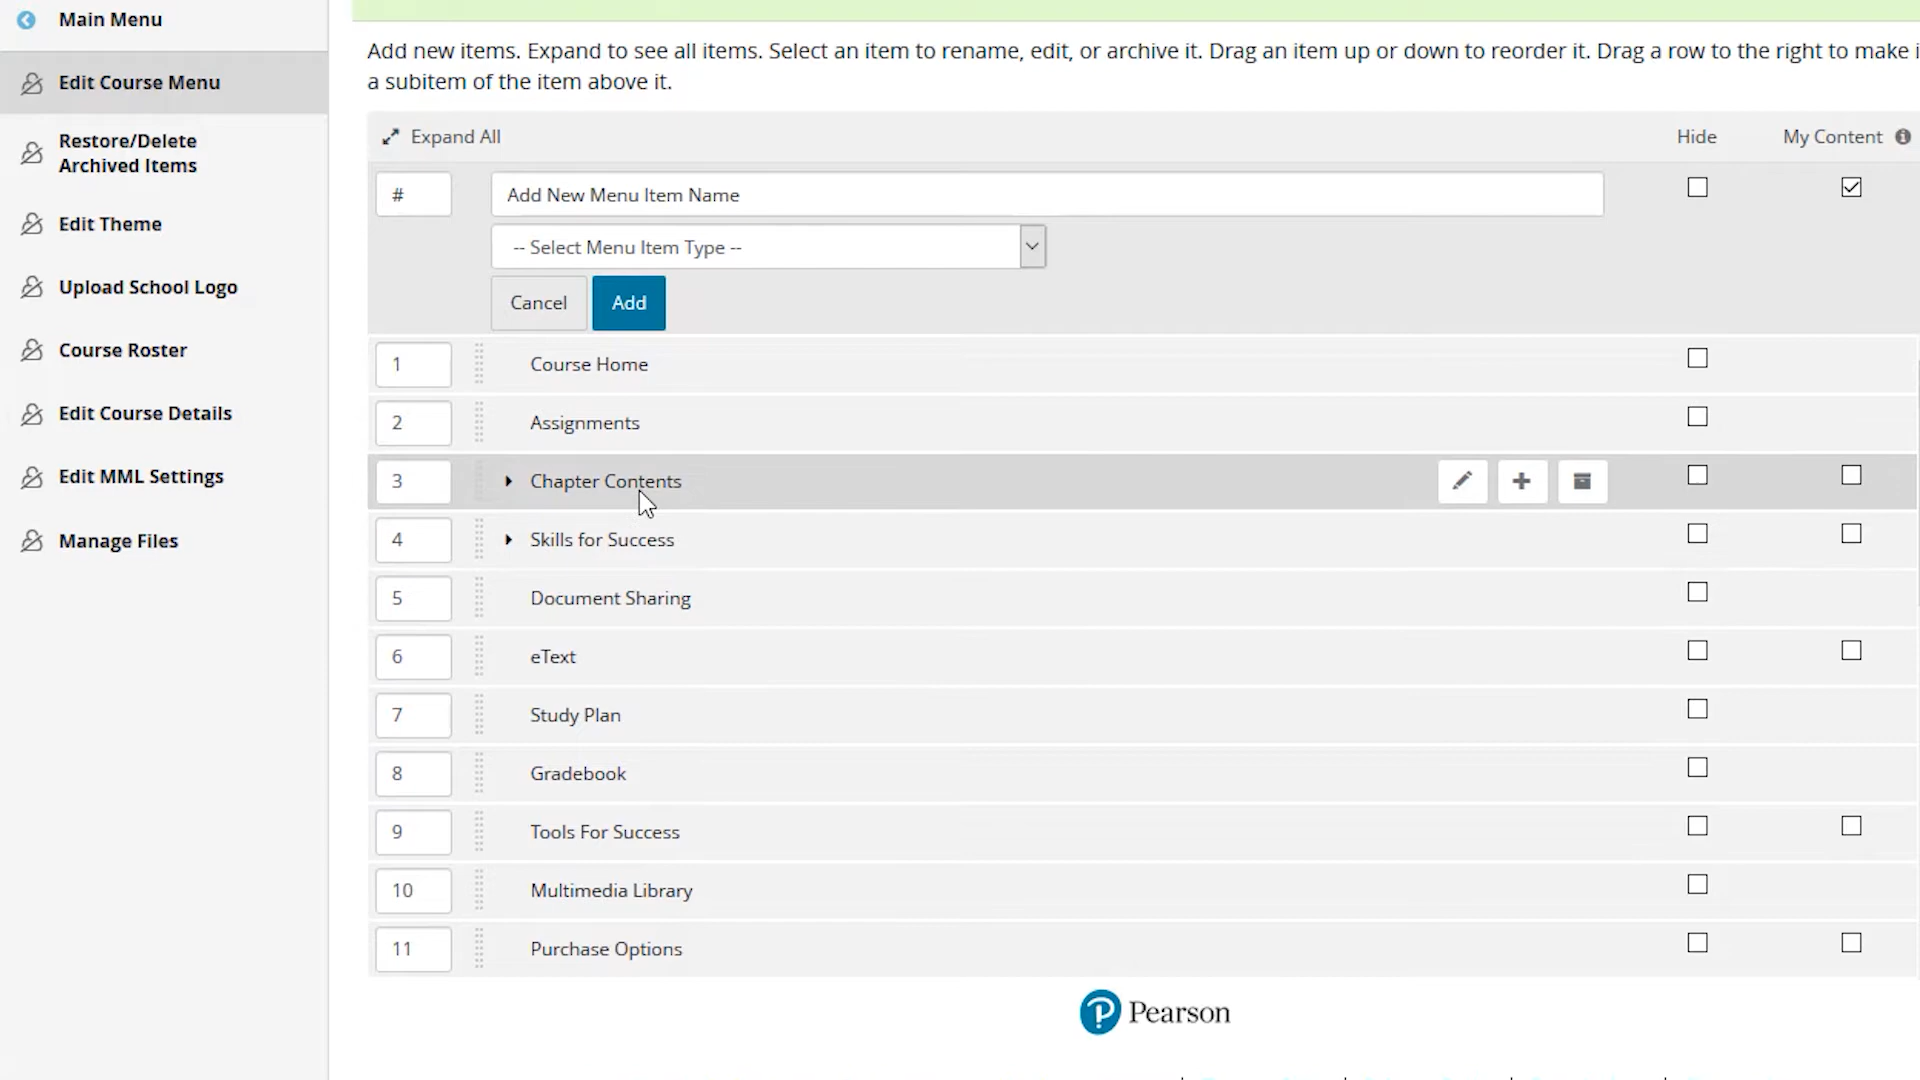 Main Menu
Edit Course Menu
Restore/Delete
Archived Items
Edit Theme
Upload School Logo
Course Roster
Edit Course Details
Edit MML Settings
Manage Files
Add new items. Expand to see all items. Select an item to rename, edit, or archive it. Drag an item up or down to reorder it. Drag a row to the right to make
a subitem of the item above it.
Expand All Hide My Content
# Add New Menu Item Name
-- Select Menu Item Type --
Cancel Add
1 Course Home
2 Assignments
3 Chapter Contents
4 Skills for Success
5 Document Sharing
6 eText
7 Study Plan
8 Gradebook
9 Tools For Success
10 Multimedia Library
11 Purchase Options
Pearson